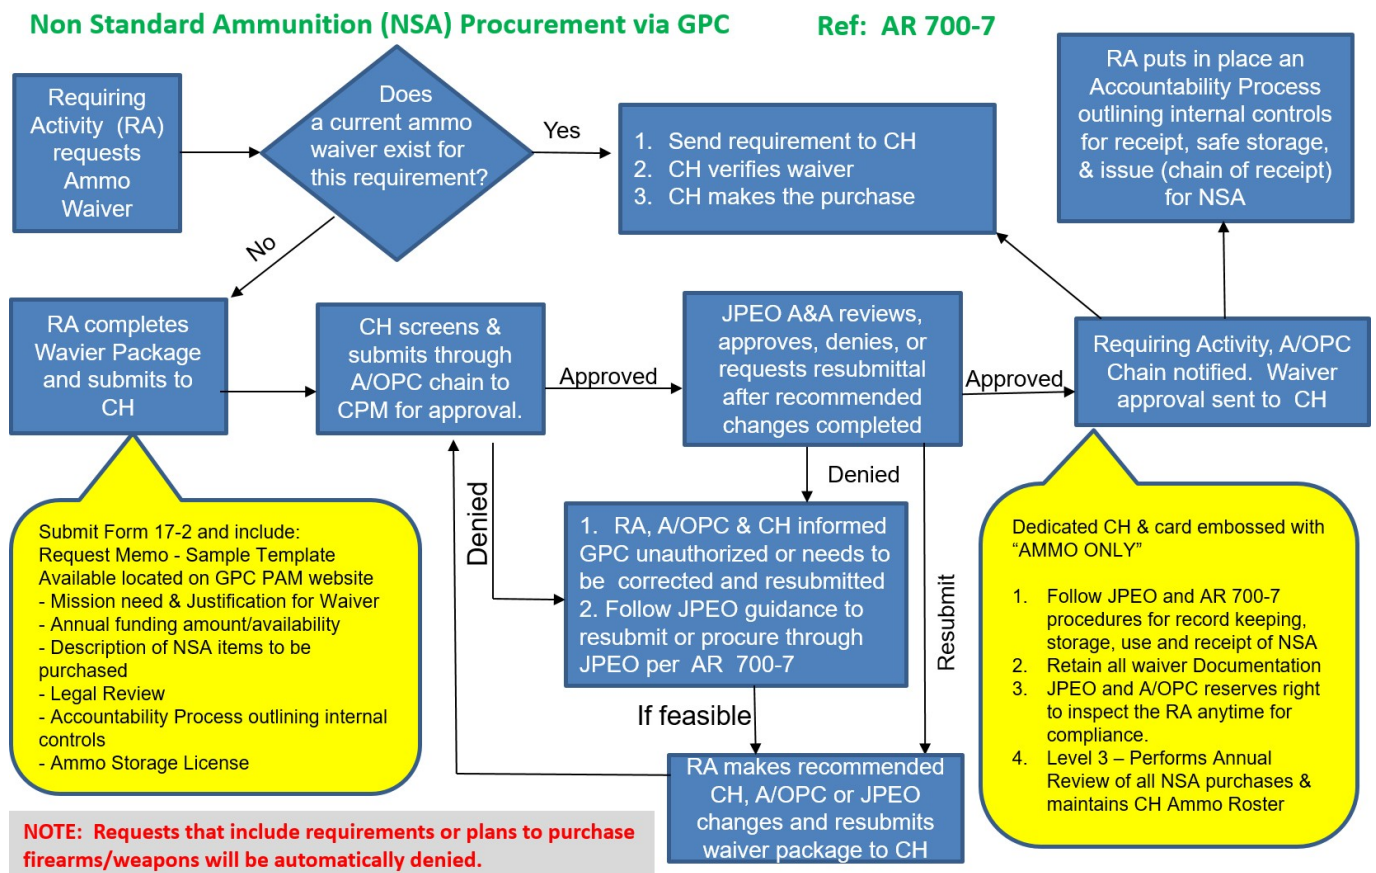 Non Standard Ammunition (NSA) Procurement via GPC
Ref: AR 700-7
Requiring
Activity (RA)
requests
Ammo
Waiver
Does
a current ammo
waiver exist for
this requirement?
Yes
No
1. Send requirement to CH
2. CH verifies waiver
3. CH makes the purchase
RA puts in place an
Accountability Process
outlining internal controls
for receipt, safe storage,
& issue (chain of receipt)
for NSA
RA completes
Wavier Package
and submits to
CH
CH screens &
submits through
A/OPC chain to
CPM for approval.
Approved
JPEO A&A reviews,
approves, denies, or
requests resubmittal
after recommended
changes completed
Approved
Requiring Activity, A/OPC
Chain notified. Waiver
approval sent to CH
Denied
Denied
Resubmit
1. RA, A/OPC & CH informed
GPC unauthorized or needs to
be corrected and resubmitted
2. Follow JPEO guidance to
resubmit or procure through
JPEO per AR 700-7
If feasible
RA makes recommended
CH, A/OPC or JPEO
changes and resubmits
waiver package to CH
Submit Form 17-2 and include:
Request Memo - Sample Template
Available located on GPC PAM website
- Mission need & Justification for Waiver
- Annual funding amount/availability
- Description of NSA items to be
purchased
- Legal Review
- Accountability Process outlining internal
controls
- Ammo Storage License
Dedicated CH & card embossed with
“AMMO ONLY”
1. Follow JPEO and AR 700-7
procedures for record keeping,
storage, use and receipt of NSA
2. Retain all waiver Documentation
3. JPEO and A/OPC reserves right
to inspect the RA anytime for
compliance.
4. Level 3 – Performs Annual
Review of all NSA purchases &
maintains CH Ammo Roster
NOTE: Requests that include requirements or plans to purchase
firearms/weapons will be automatically denied.